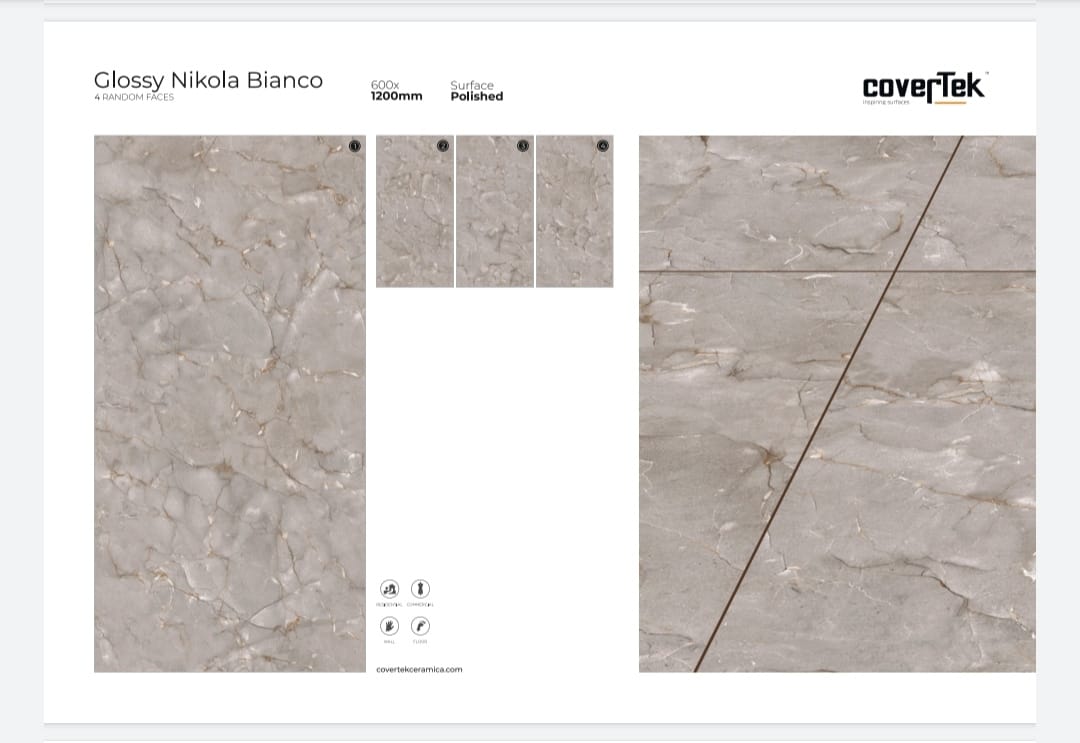 Glossy Nikola Bianco
4 RANDOM FACES
600x
1200mm
Surface
Polished
coverTek
inspiring surfaces
1
2
3
4
RESIDENTIAL
COMMERCIAL
WALL
FLOOR
covertekceramica.com